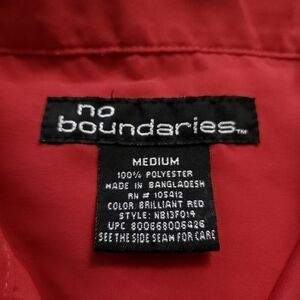 no
boundaries™
MEDIUM
100% POLYESTER
MADE IN BANGLADESH
RN # 105412
COLOR: BRILLIANT RED
STYLE: NB13F014
UPC 800868006426
SEE THE SIDE SEAM FOR CARE